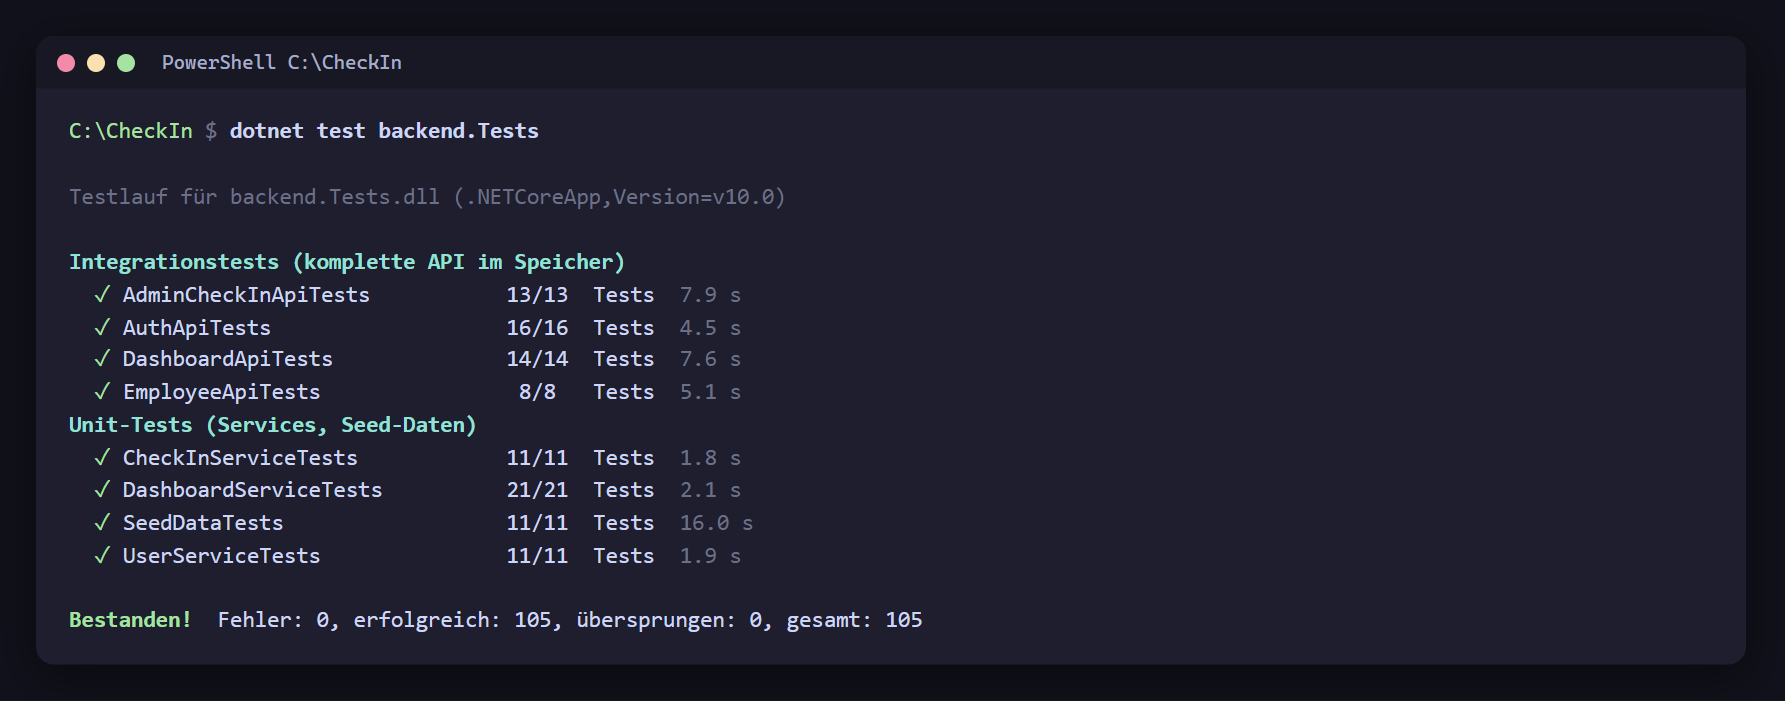 PowerShell C:\CheckIn
C:\CheckIn $ dotnet test backend.Tests
Testlauf für backend.Tests.dll (.NETCoreApp,Version=v10.0)
Integrationstests (komplette API im Speicher)
✓ AdminCheckInApiTests 13/13 Tests 7.9 s
✓ AuthApiTests 16/16 Tests 4.5 s
✓ DashboardApiTests 14/14 Tests 7.6 s
✓ EmployeeApiTests 8/8 Tests 5.1 s
Unit-Tests (Services, Seed-Daten)
✓ CheckInServiceTests 11/11 Tests 1.8 s
✓ DashboardServiceTests 21/21 Tests 2.1 s
✓ SeedDataTests 11/11 Tests 16.0 s
✓ UserServiceTests 11/11 Tests 1.9 s
Bestanden! Fehler: 0, erfolgreich: 105, übersprungen: 0, gesamt: 105